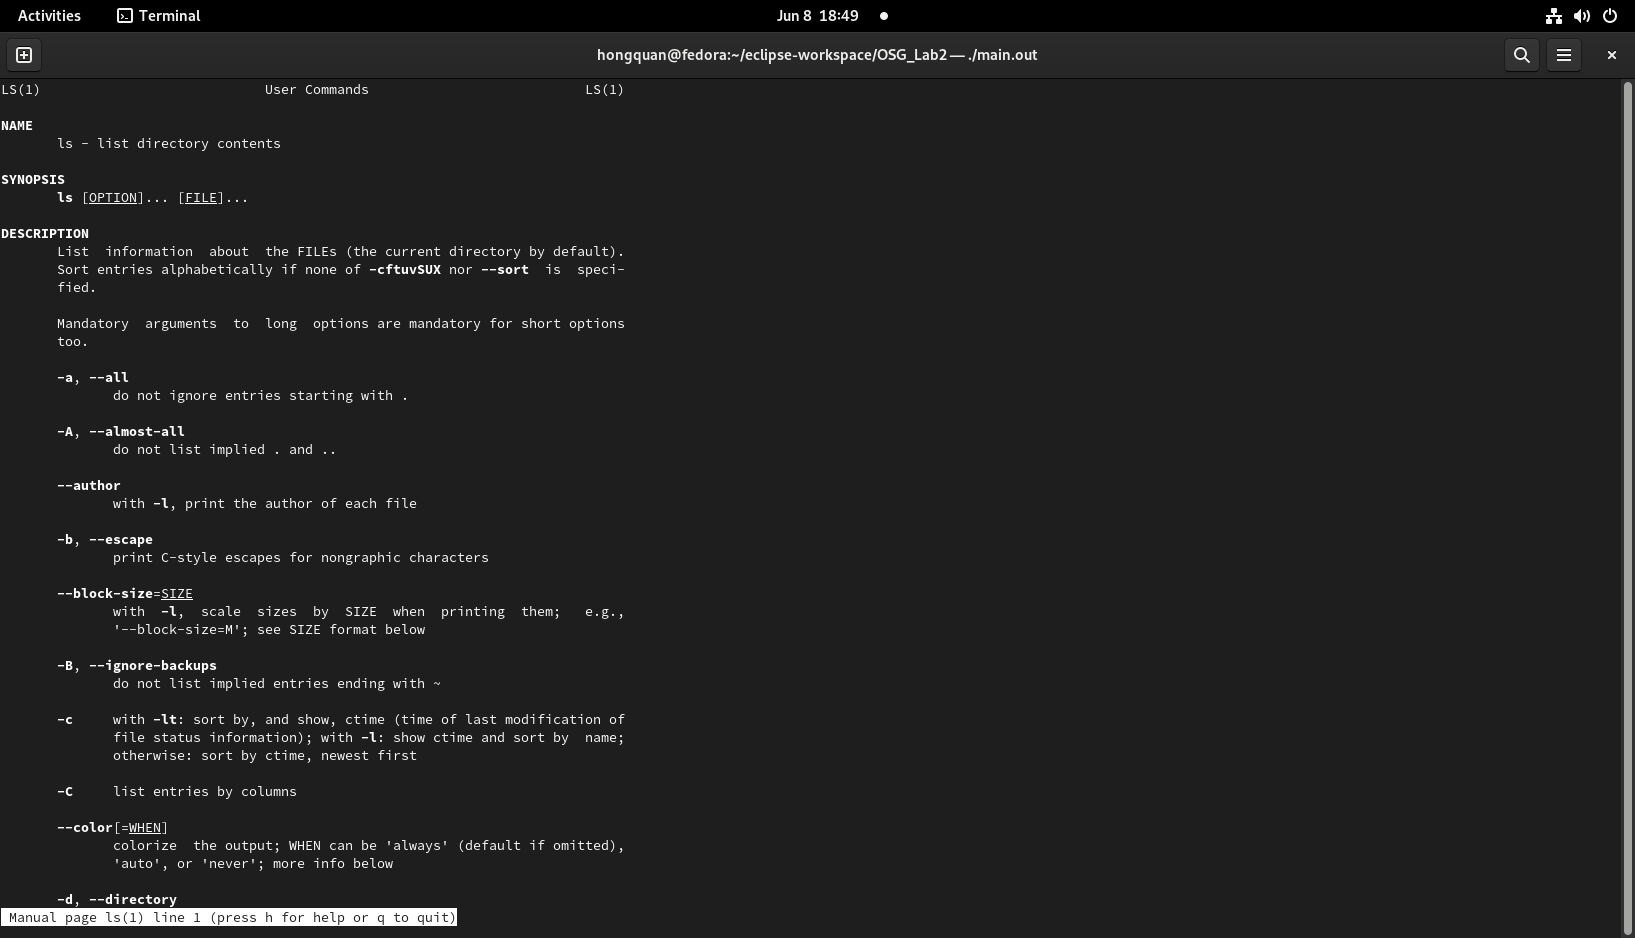 Activities Terminal Jun 8 18:49
hongquan@fedora:~/eclipse-workspace/OSG_Lab2 — ./main.out
LS(1) User Commands LS(1)
NAME
ls - list directory contents
SYNOPSIS
ls [OPTION]... [FILE]...
DESCRIPTION
List information about the FILEs (the current directory by default).
Sort entries alphabetically if none of -cftuvSUX nor --sort is speci-
fied.
Mandatory arguments to long options are mandatory for short options
too.
-a, --all
do not ignore entries starting with .
-A, --almost-all
do not list implied . and ..
--author
with -l, print the author of each file
-b, --escape
print C-style escapes for nongraphic characters
--block-size=SIZE
with -l, scale sizes by SIZE when printing them; e.g.,
'--block-size=M'; see SIZE format below
-B, --ignore-backups
do not list implied entries ending with ~
-c with -lt: sort by, and show, ctime (time of last modification of
file status information); with -l: show ctime and sort by name;
otherwise: sort by ctime, newest first
-C list entries by columns
--color[=WHEN]
colorize the output; WHEN can be 'always' (default if omitted),
'auto', or 'never'; more info below
-d, --directory
Manual page ls(1) line 1 (press h for help or q to quit)